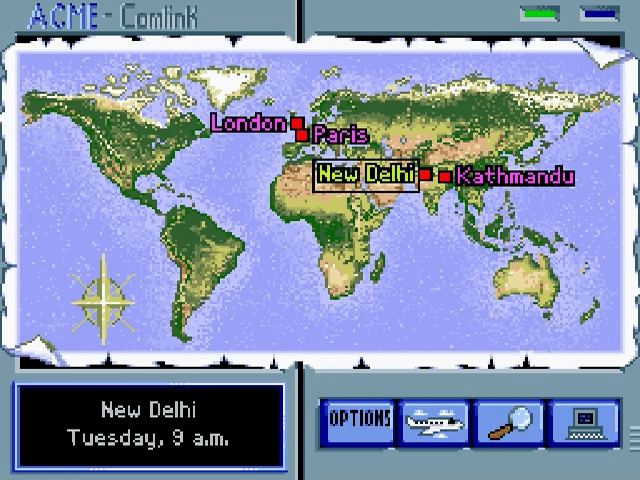 ACME - Comlink
London
Paris
New Delhi
Kathmandu
New Delhi
Tuesday, 9 a.m.
OPTIONS